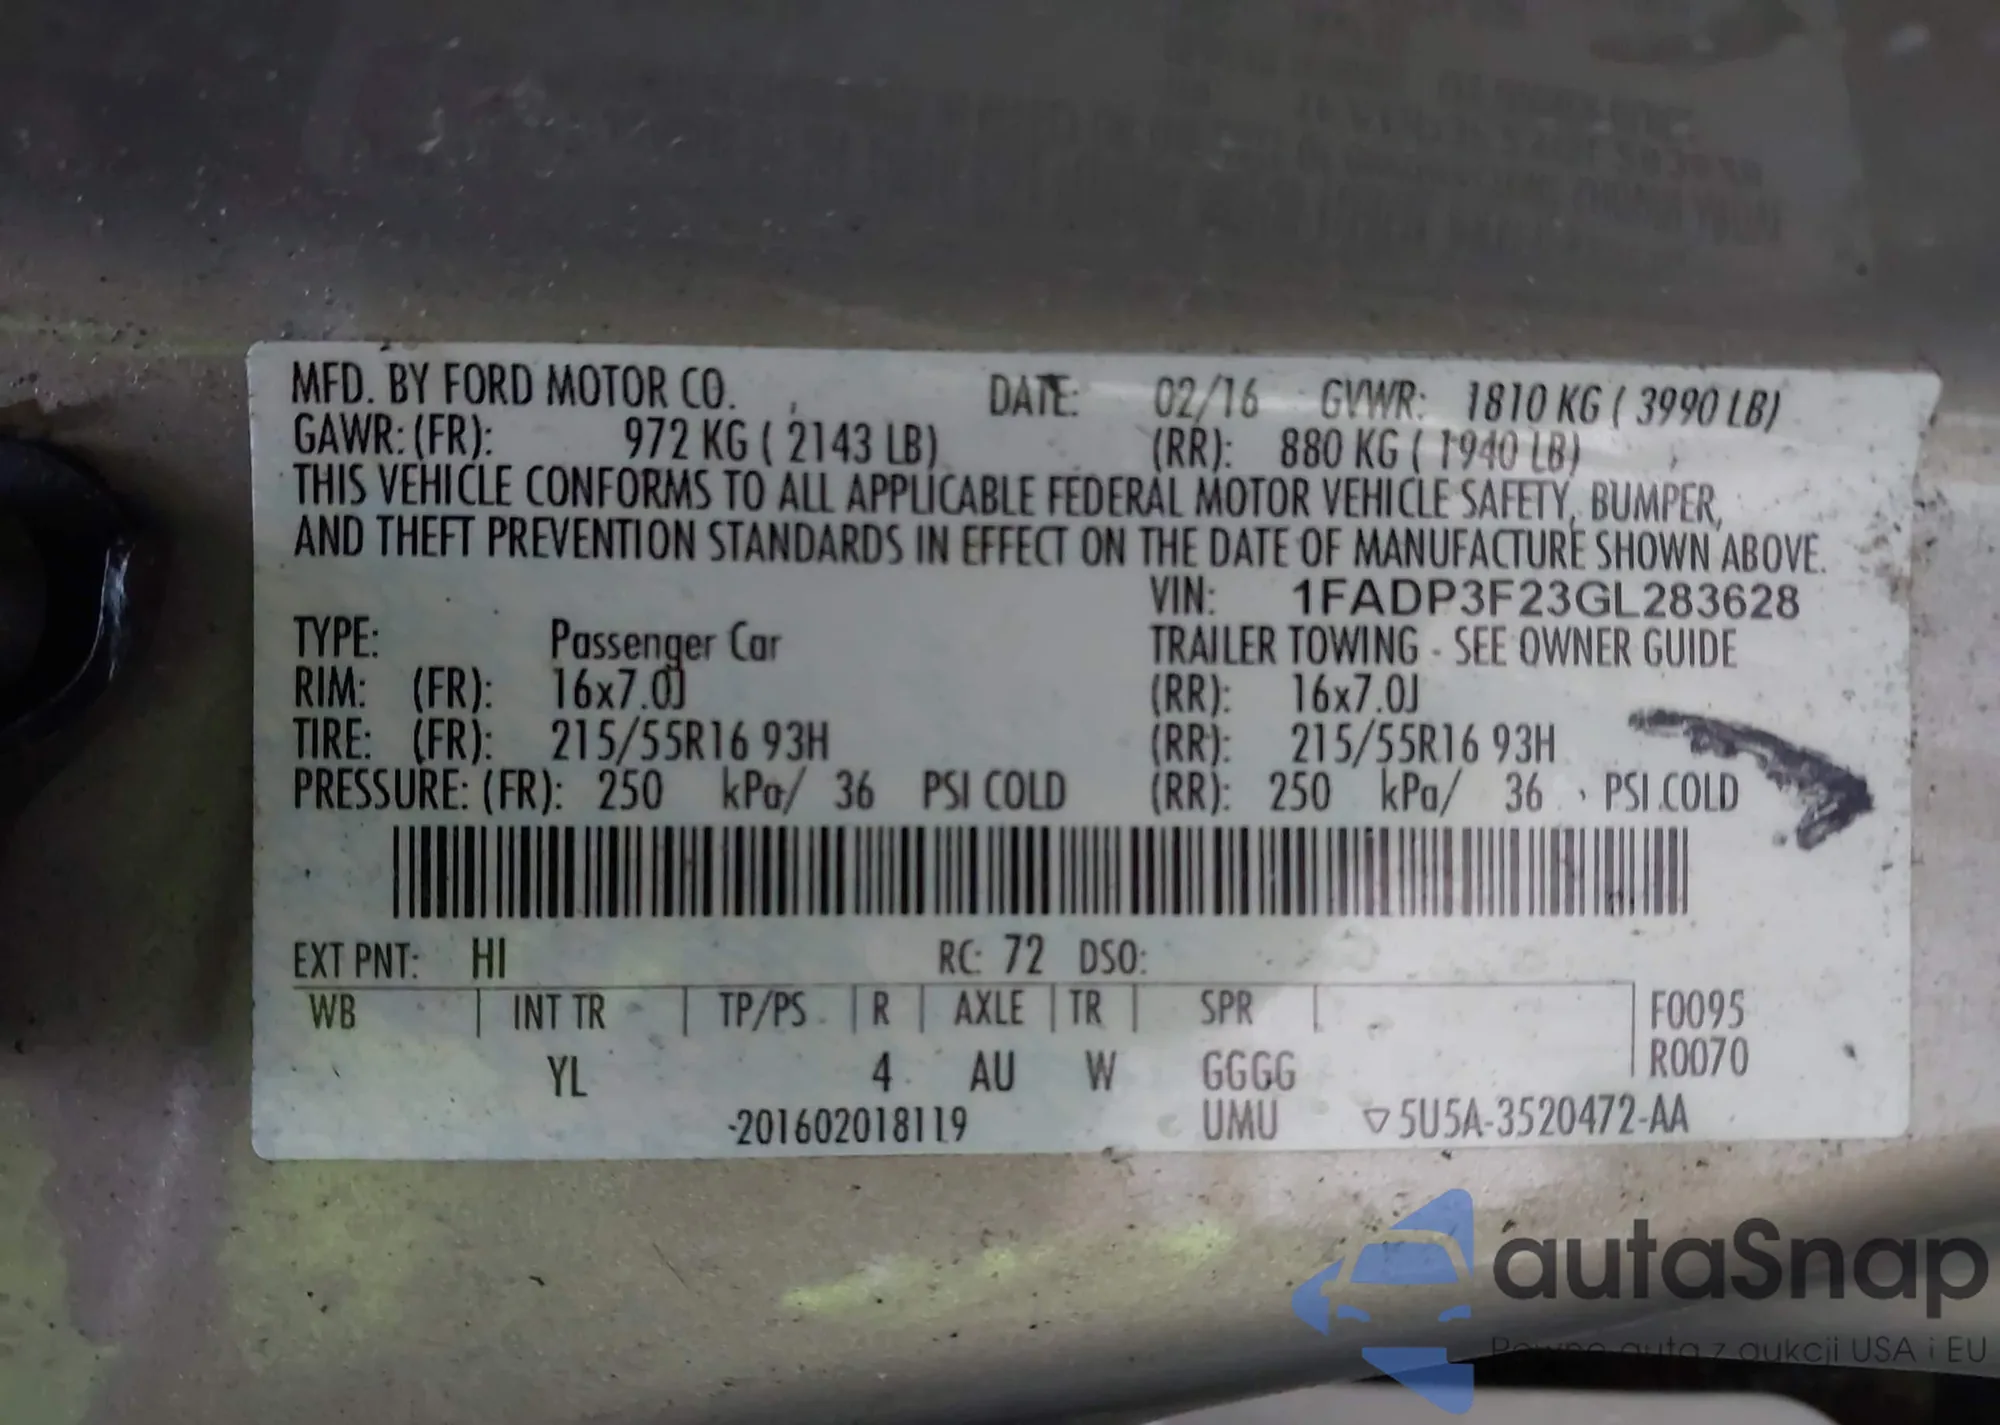 MFD. BY FORD MOTOR CO. DATE: 02/16 GVWR: 1810 KG ( 3990 LB)
GAWR: (FR): 972 KG ( 2143 LB) (RR): 880 KG ( 1940 LB)
THIS VEHICLE CONFORMS TO ALL APPLICABLE FEDERAL MOTOR VEHICLE SAFETY, BUMPER,
AND THEFT PREVENTION STANDARDS IN EFFECT ON THE DATE OF MANUFACTURE SHOWN ABOVE.
VIN: 1FADP3F23GL283628
TYPE: Passenger Car TRAILER TOWING - SEE OWNER GUIDE
RIM: (FR): 16x7.0J (RR): 16x7.0J
TIRE: (FR): 215/55R16 93H (RR): 215/55R16 93H
PRESSURE: (FR): 250 kPa/ 36 PSI COLD (RR): 250 kPa/ 36 PSI COLD
EXT PNT: HI RC: 72 DSO:
WB INT TR TP/PS R AXLE TR SPR F0095
R0070
YL 4 AU W GGGG
-201602018119 UMU ▽5U5A-3520472-AA
autaSnap
Pewne auta z aukcji USA i EU